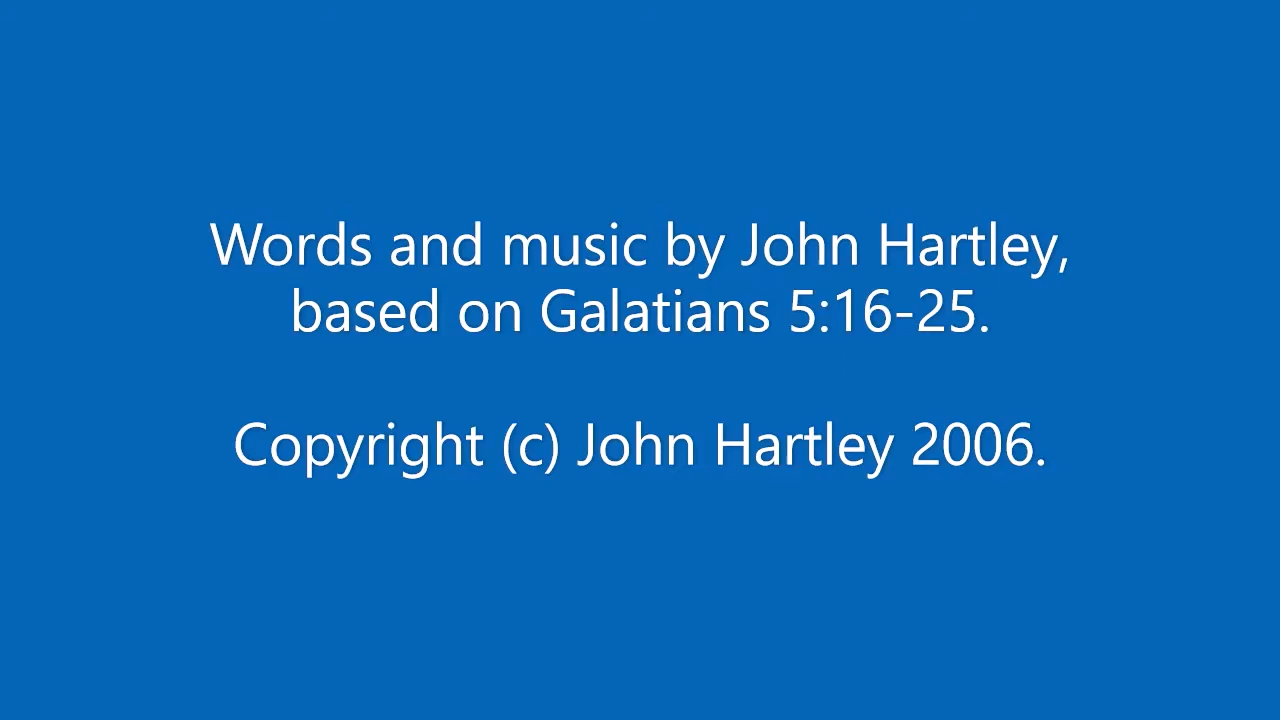 Words and music by John Hartley,
based on Galatians 5:16-25.
Copyright (c) John Hartley 2006.